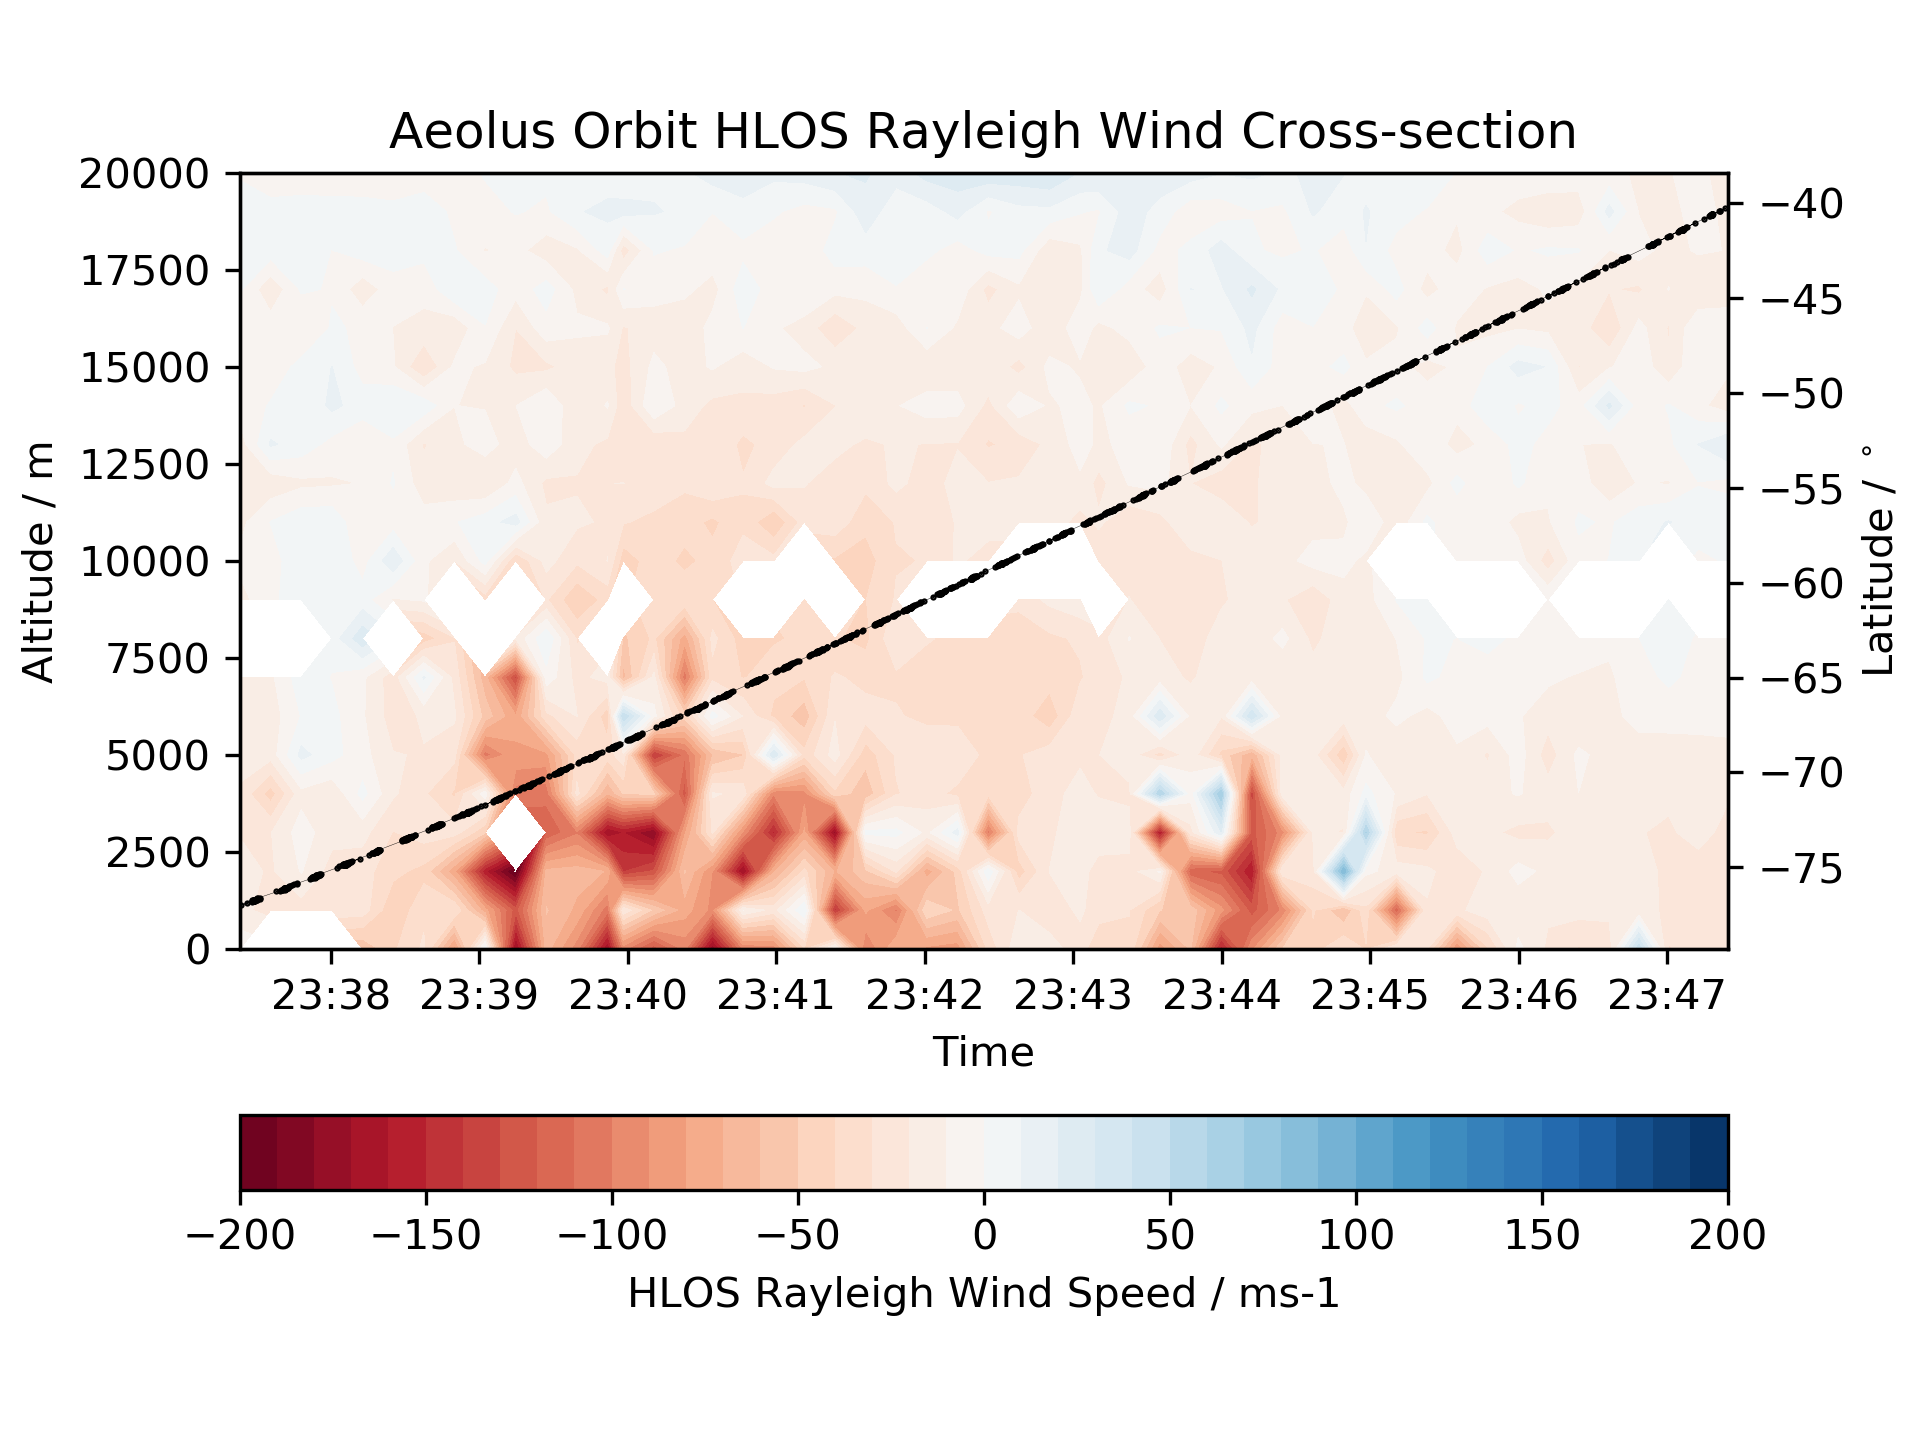 Aeolus Orbit HLOS Rayleigh Wind Cross-section
20000
17500
15000
12500
10000
7500
5000
2500
0
Altitude / m
−40
−45
−50
−55
−60
−65
−70
−75
Latitude / °
23:38 23:39 23:40 23:41 23:42 23:43 23:44 23:45 23:46 23:47
Time
−200 −150 −100 −50 0 50 100 150 200
HLOS Rayleigh Wind Speed / ms-1